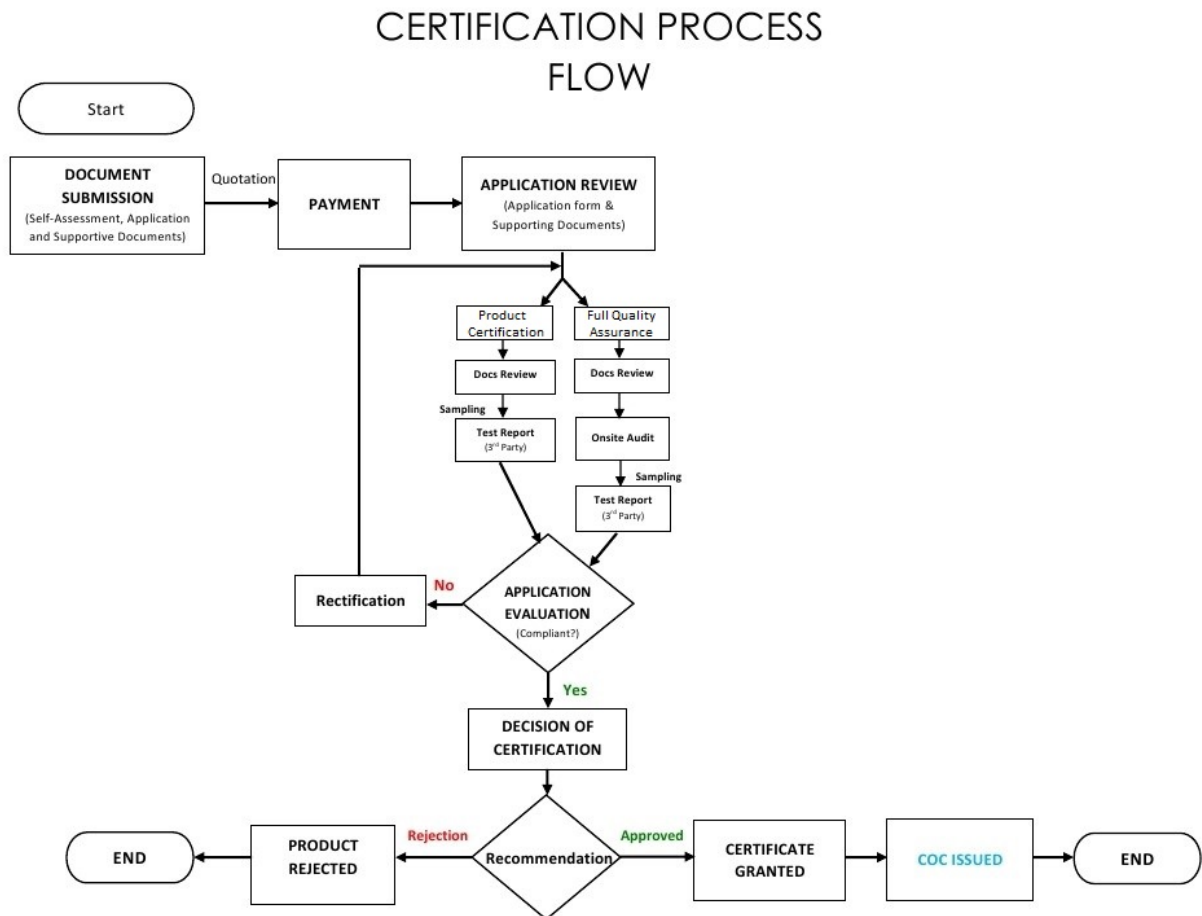 CERTIFICATION PROCESS
FLOW
Start
DOCUMENT
SUBMISSION
(Self-Assessment, Application
and Supportive Documents)
Quotation
PAYMENT
APPLICATION REVIEW
(Application form &
Supporting Documents)
Product
Certification
Docs Review
Sampling
Test Report
(3rd Party)
Full Quality
Assurance
Docs Review
Onsite Audit
Sampling
Test Report
(3rd Party)
APPLICATION
EVALUATION
(Compliant?)
No
Rectification
Yes
DECISION OF
CERTIFICATION
Recommendation
Rejection
PRODUCT
REJECTED
END
Approved
CERTIFICATE
GRANTED
COC ISSUED
END